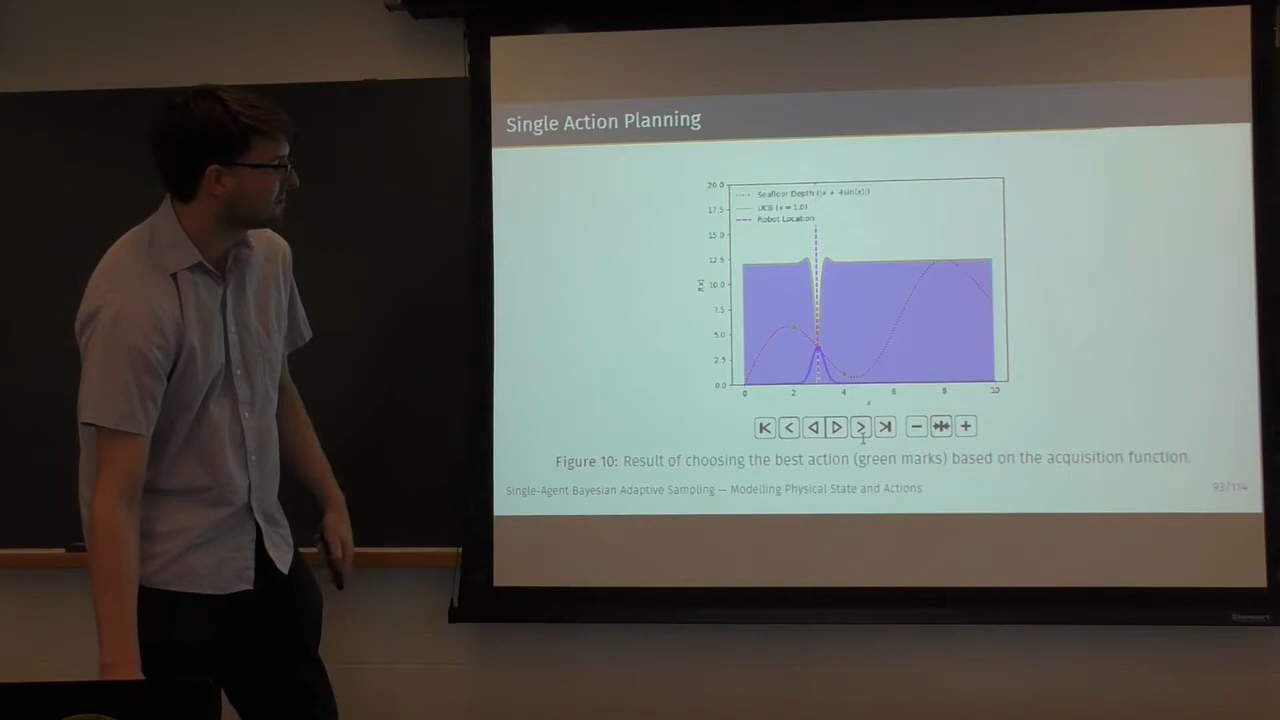 Single Action Planning
20.0
17.5
15.0
12.5
10.0
7.5
5.0
2.5
0.0
f(x)
Seafloor Depth (|x + 4sin(x)|)
UCB (κ = 1.0)
Robot Location
0 2 4 6 8 10
x
Figure 10: Result of choosing the best action (green marks) based on the acquisition function.
Single-Agent Bayesian Adaptive Sampling — Modelling Physical State and Actions
93/114